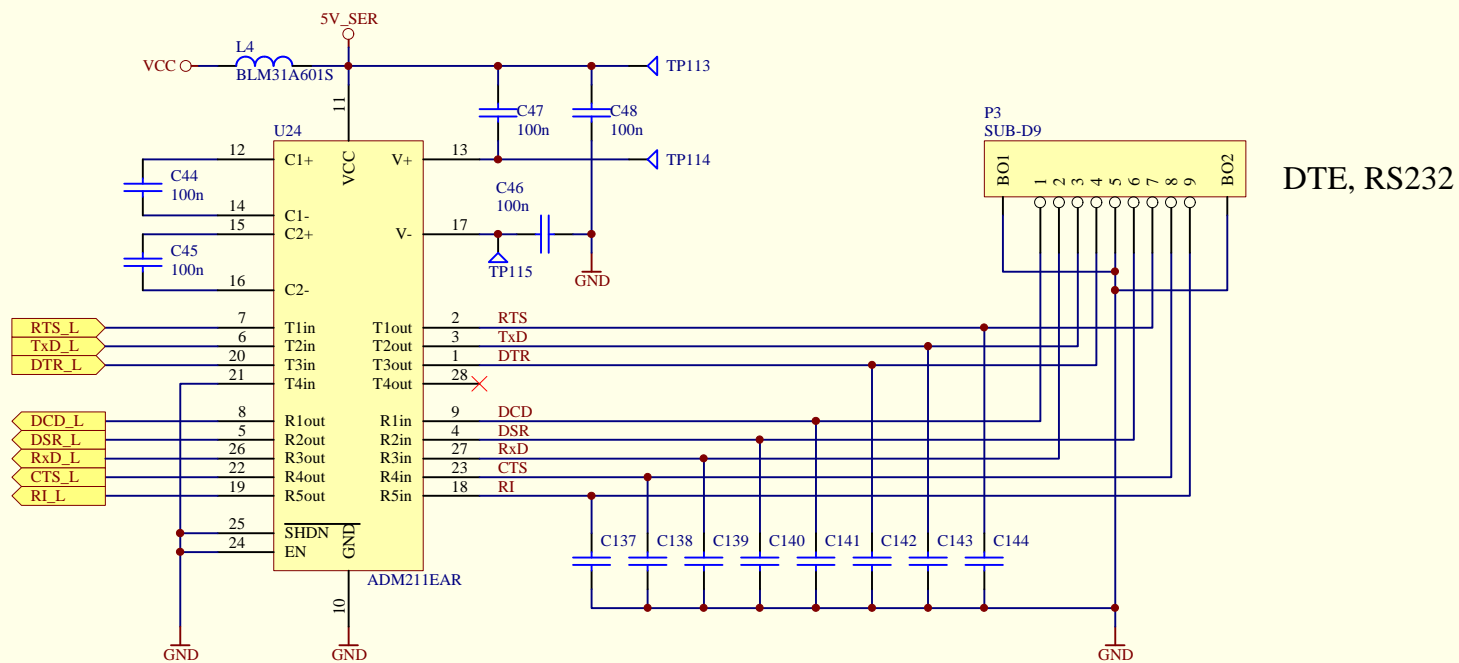 5V_SER
VCC
L4
BLM31A601S
TP113
C47
100n
C48
100n
TP114
11
U24
VCC
12 C1+
C44
100n
14 C1-
15 C2+
C45
100n
16 C2-
V+ 13
V- 17
C46
100n
TP115
GND
P3
SUB-D9
BO1 1 2 3 4 5 6 7 8 9 BO2
DTE, RS232
RTS_L 7 T1in T1out 2 RTS
TxD_L 6 T2in T2out 3 TxD
DTR_L 20 T3in T3out 1 DTR
21 T4in T4out 28
DCD_L 8 R1out R1in 9 DCD
DSR_L 5 R2out R2in 4 DSR
RxD_L 26 R3out R3in 27 RxD
CTS_L 22 R4out R4in 23 CTS
RI_L 19 R5out R5in 18 RI
25 SHDN
24 EN
GND
ADM211EAR
10
C137 C138 C139 C140 C141 C142 C143 C144
GND GND GND